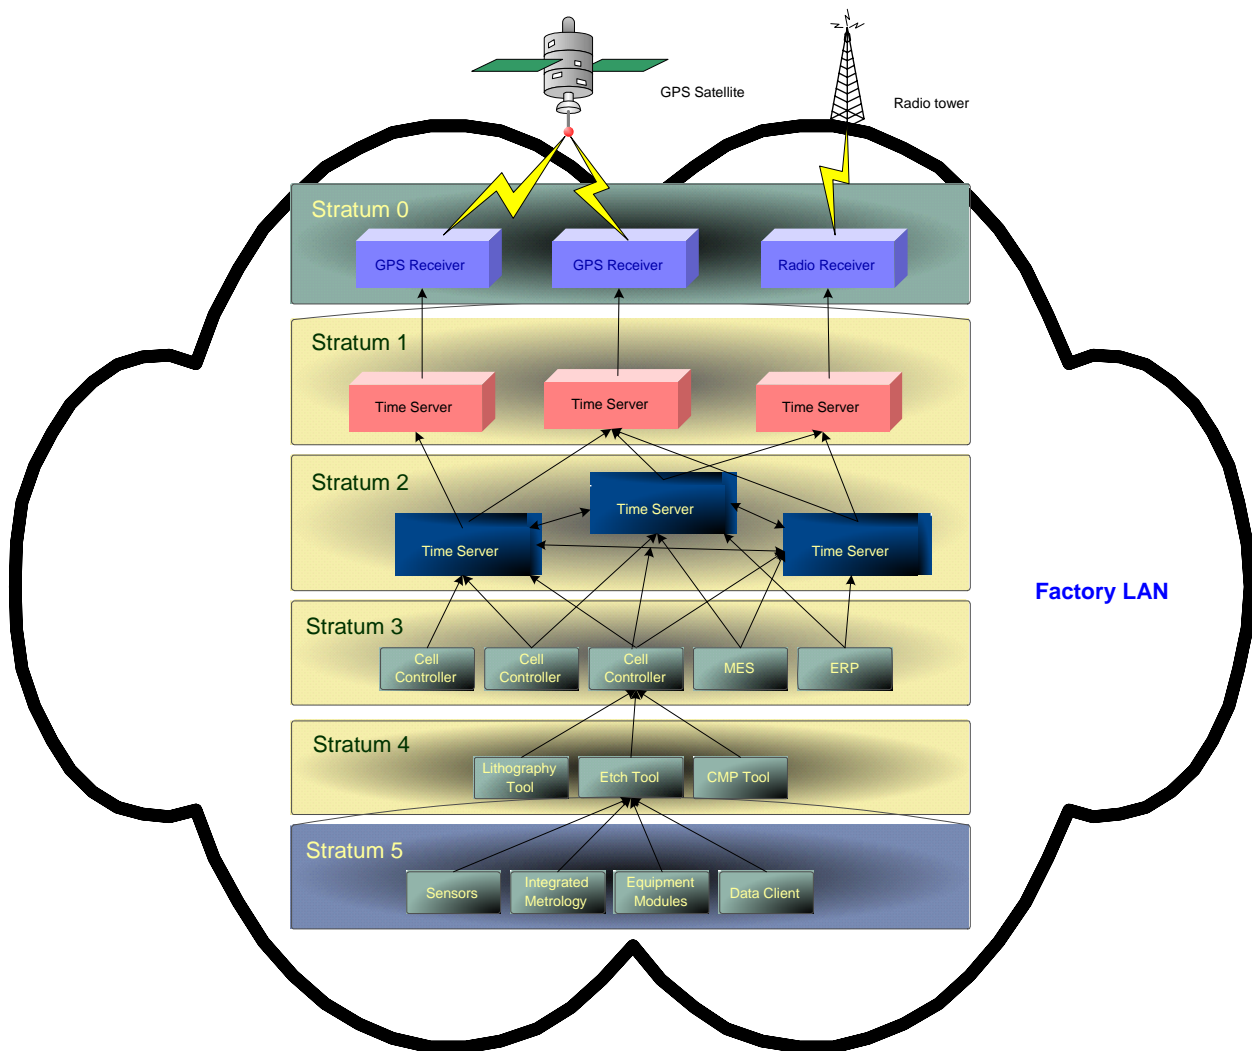 GPS Satellite
Radio tower
Stratum 0
GPS Receiver
GPS Receiver
Radio Receiver
Stratum 1
Time Server
Time Server
Time Server
Stratum 2
Time Server
Time Server
Time Server
Factory LAN
Stratum 3
Cell
Controller
Cell
Controller
Cell
Controller
MES
ERP
Stratum 4
Lithography
Tool
Etch Tool
CMP Tool
Stratum 5
Sensors
Integrated
Metrology
Equipment
Modules
Data Client